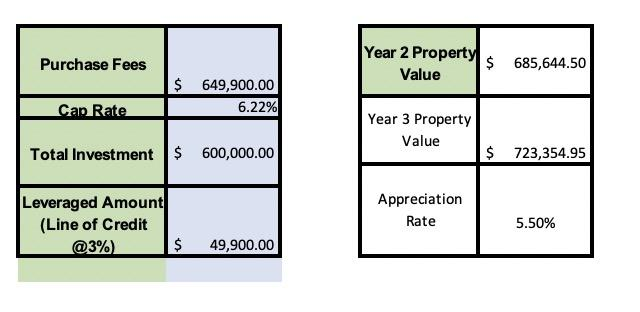 Purchase Fees
$ 649,900.00
Cap Rate
6.22%
Total Investment
$ 600,000.00
Leveraged Amount
(Line of Credit
@3%)
$ 49,900.00
Year 2 Property
Value
$ 685,644.50
Year 3 Property
Value
$ 723,354.95
Appreciation
Rate
5.50%